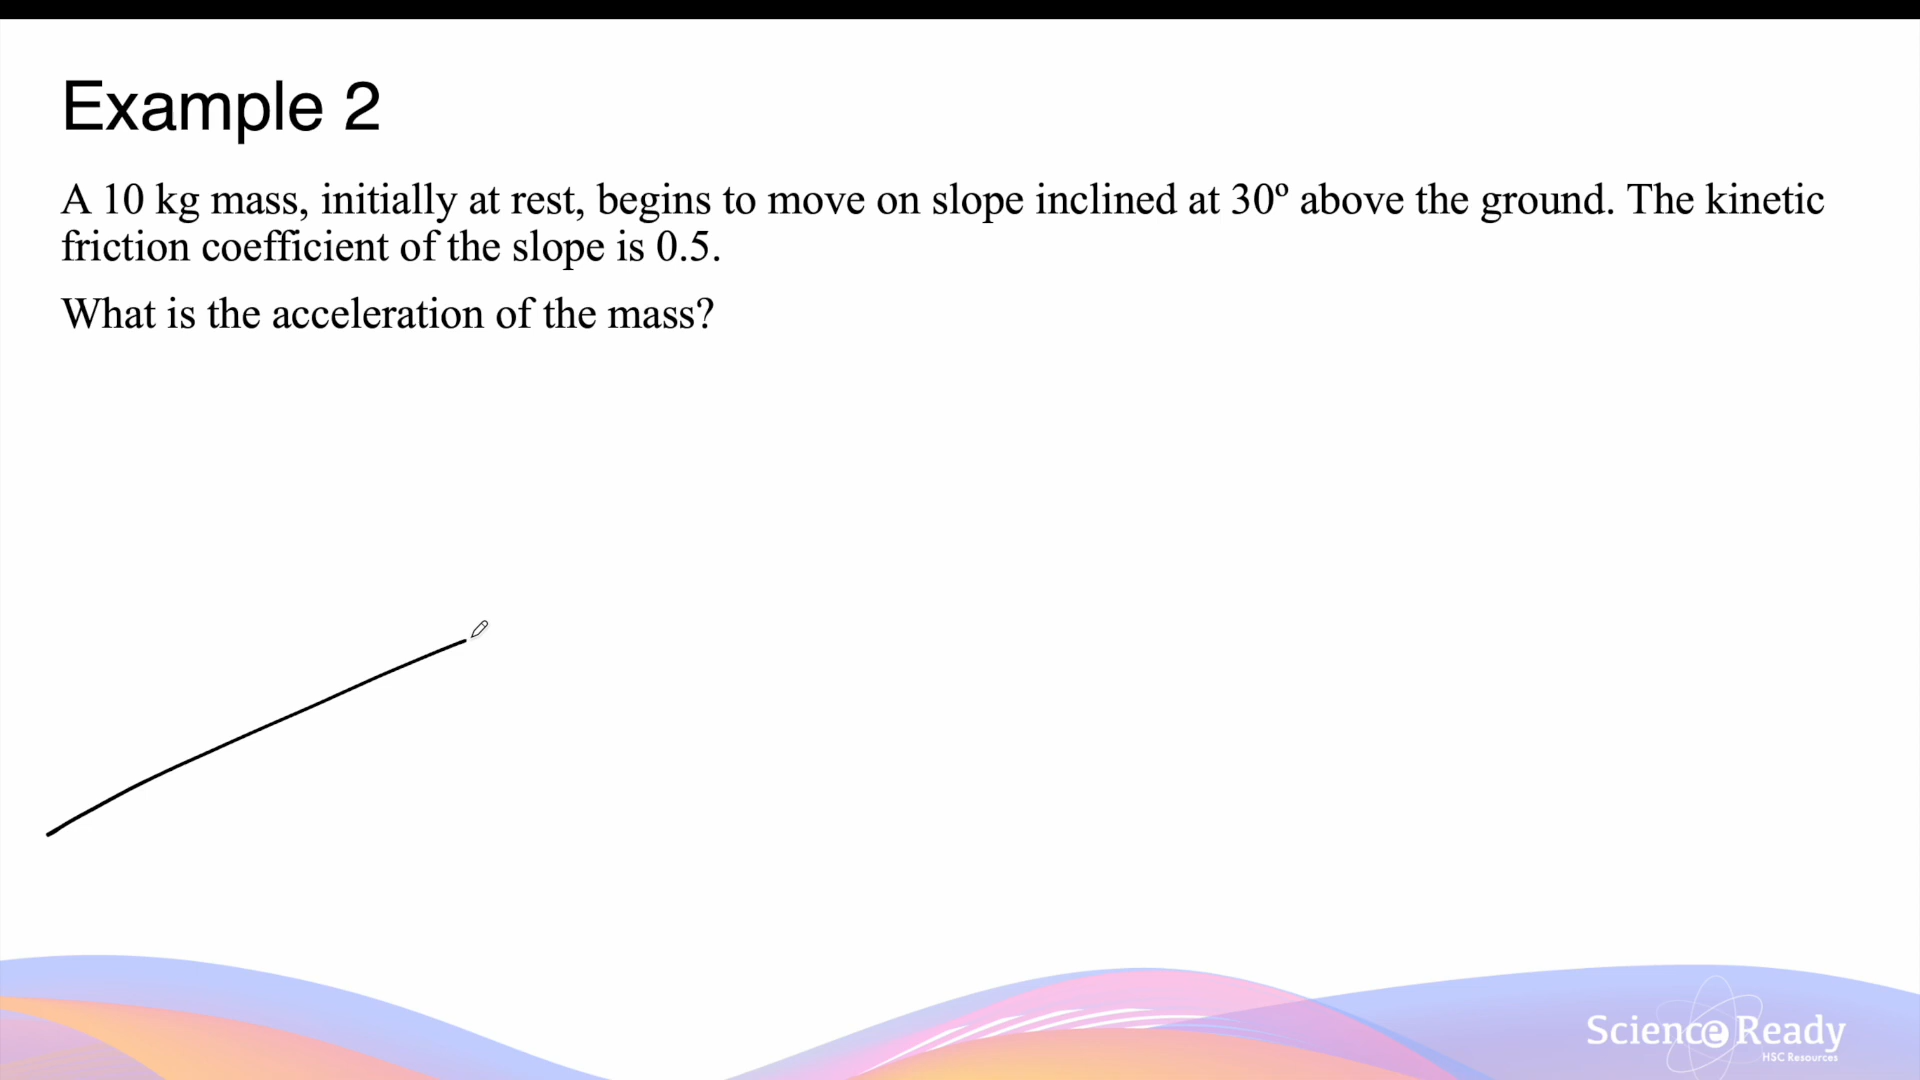 Example 2
A 10 kg mass, initially at rest, begins to move on slope inclined at 30º above the ground. The kinetic
friction coefficient of the slope is 0.5.
What is the acceleration of the mass?
Science Ready
HSC Resources